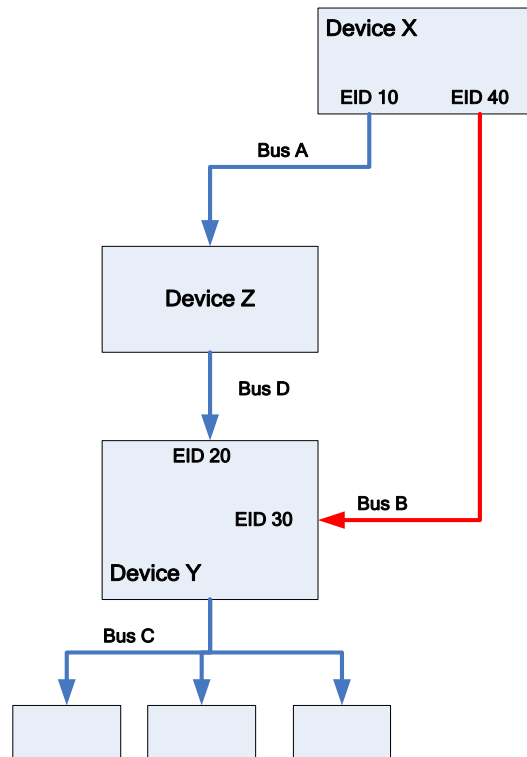 Device X
EID 10
EID 40
Bus A
Device Z
Bus D
EID 20
EID 30
Bus B
Device Y
Bus C